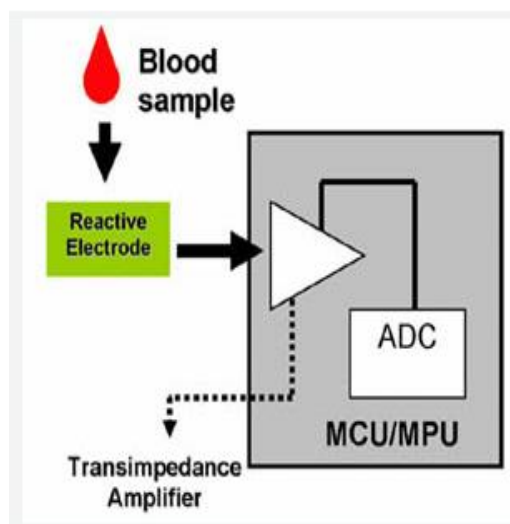 Blood
sample
Reactive
Electrode
ADC
MCU/MPU
Transimpedance
Amplifier